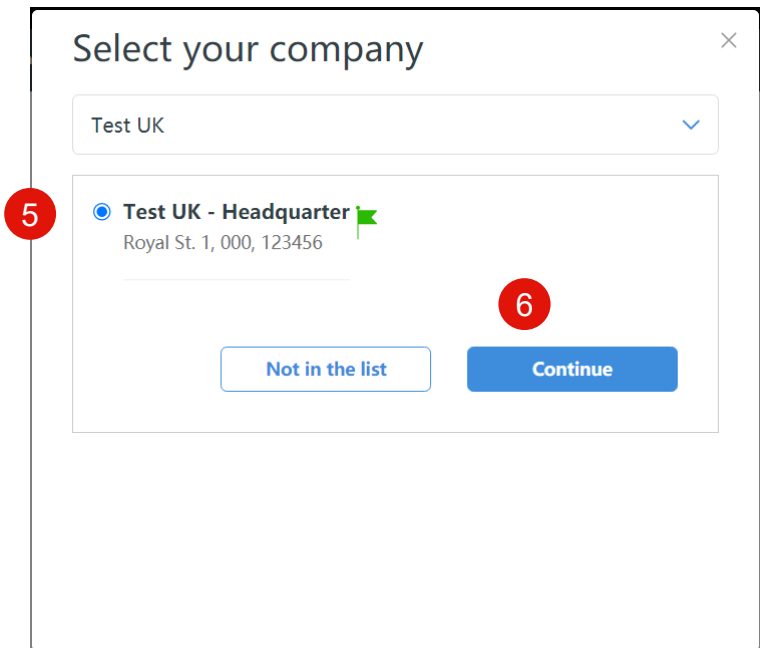 Select your company
Test UK
5
Test UK - Headquarter
Royal St. 1, 000, 123456
6
Not in the list
Continue